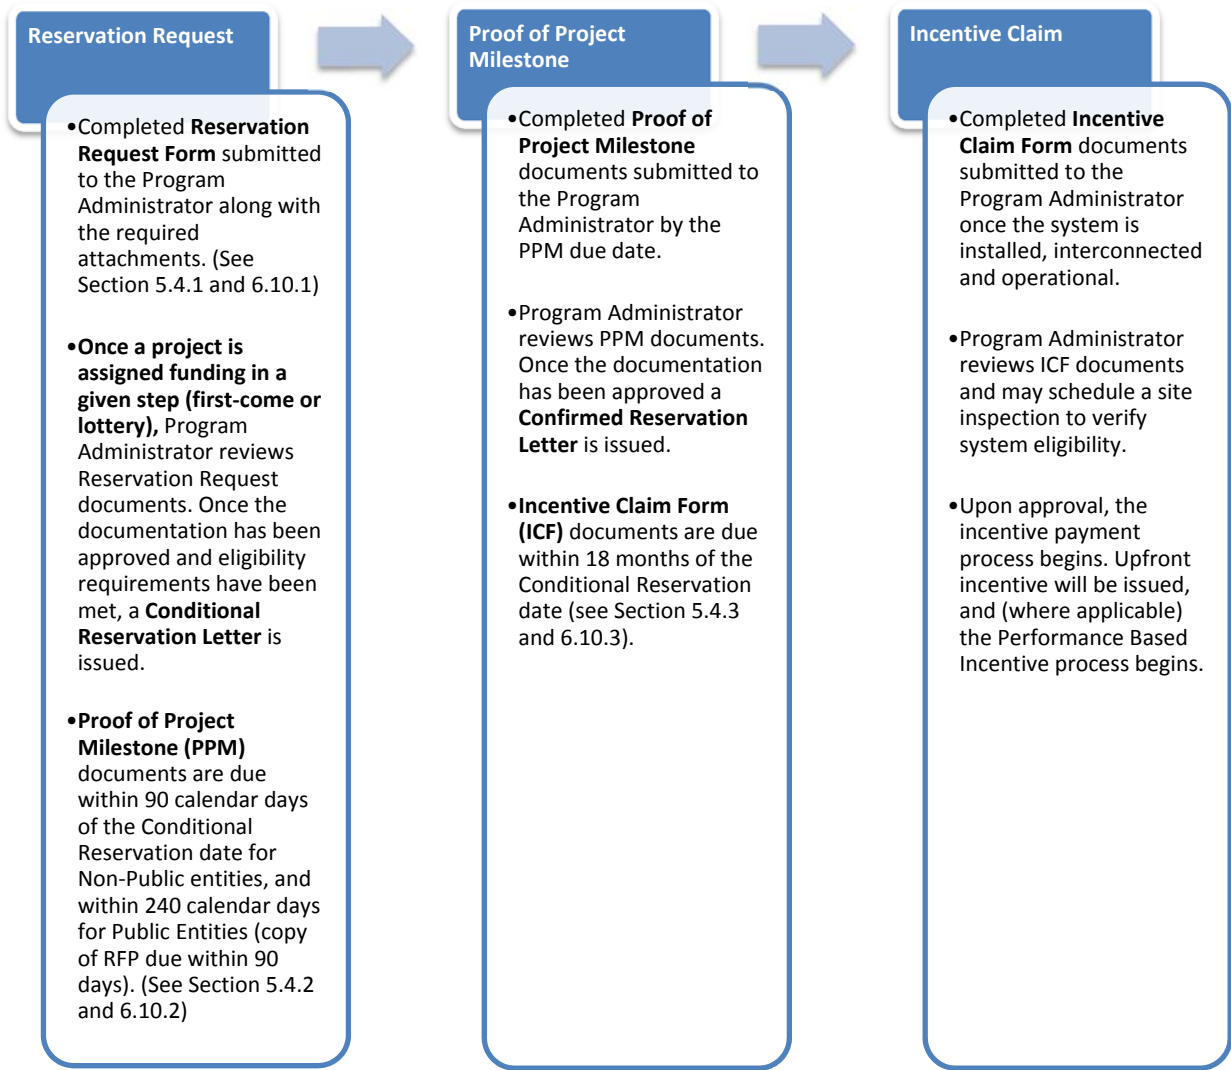 Reservation Request
•Completed Reservation
Request Form submitted
to the Program
Administrator along with
the required
attachments. (See
Section 5.4.1 and 6.10.1)
•Once a project is
assigned funding in a
given step (first-come or
lottery), Program
Administrator reviews
Reservation Request
documents. Once the
documentation has been
approved and eligibility
requirements have been
met, a Conditional
Reservation Letter is
issued.
•Proof of Project
Milestone (PPM)
documents are due
within 90 calendar days
of the Conditional
Reservation date for
Non-Public entities, and
within 240 calendar days
for Public Entities (copy
of RFP due within 90
days). (See Section 5.4.2
and 6.10.2)
Proof of Project
Milestone
•Completed Proof of
Project Milestone
documents submitted to
the Program
Administrator by the
PPM due date.
•Program Administrator
reviews PPM documents.
Once the documentation
has been approved a
Confirmed Reservation
Letter is issued.
•Incentive Claim Form
(ICF) documents are due
within 18 months of the
Conditional Reservation
date (see Section 5.4.3
and 6.10.3).
Incentive Claim
•Completed Incentive
Claim Form documents
submitted to the
Program Administrator
once the system is
installed, interconnected
and operational.
•Program Administrator
reviews ICF documents
and may schedule a site
inspection to verify
system eligibility.
•Upon approval, the
incentive payment
process begins. Upfront
incentive will be issued,
and (where applicable)
the Performance Based
Incentive process begins.